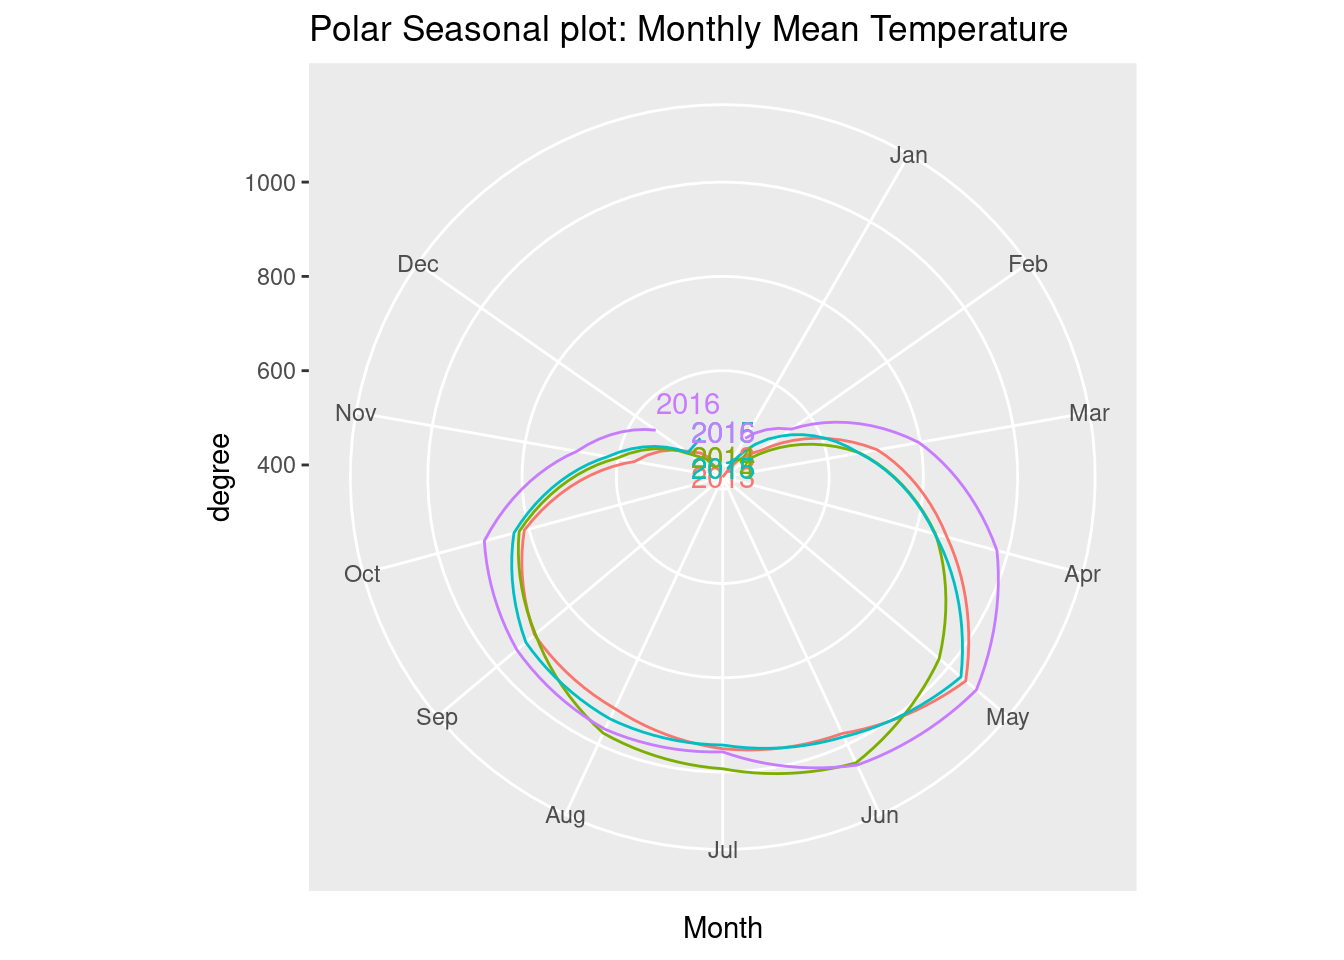 Polar Seasonal plot: Monthly Mean Temperature
Jan
1000
Dec
Feb
800
600
2016
Nov
Mar
400
degree
Oct
Apr
Sep
May
Aug
Jun
Jul
Month